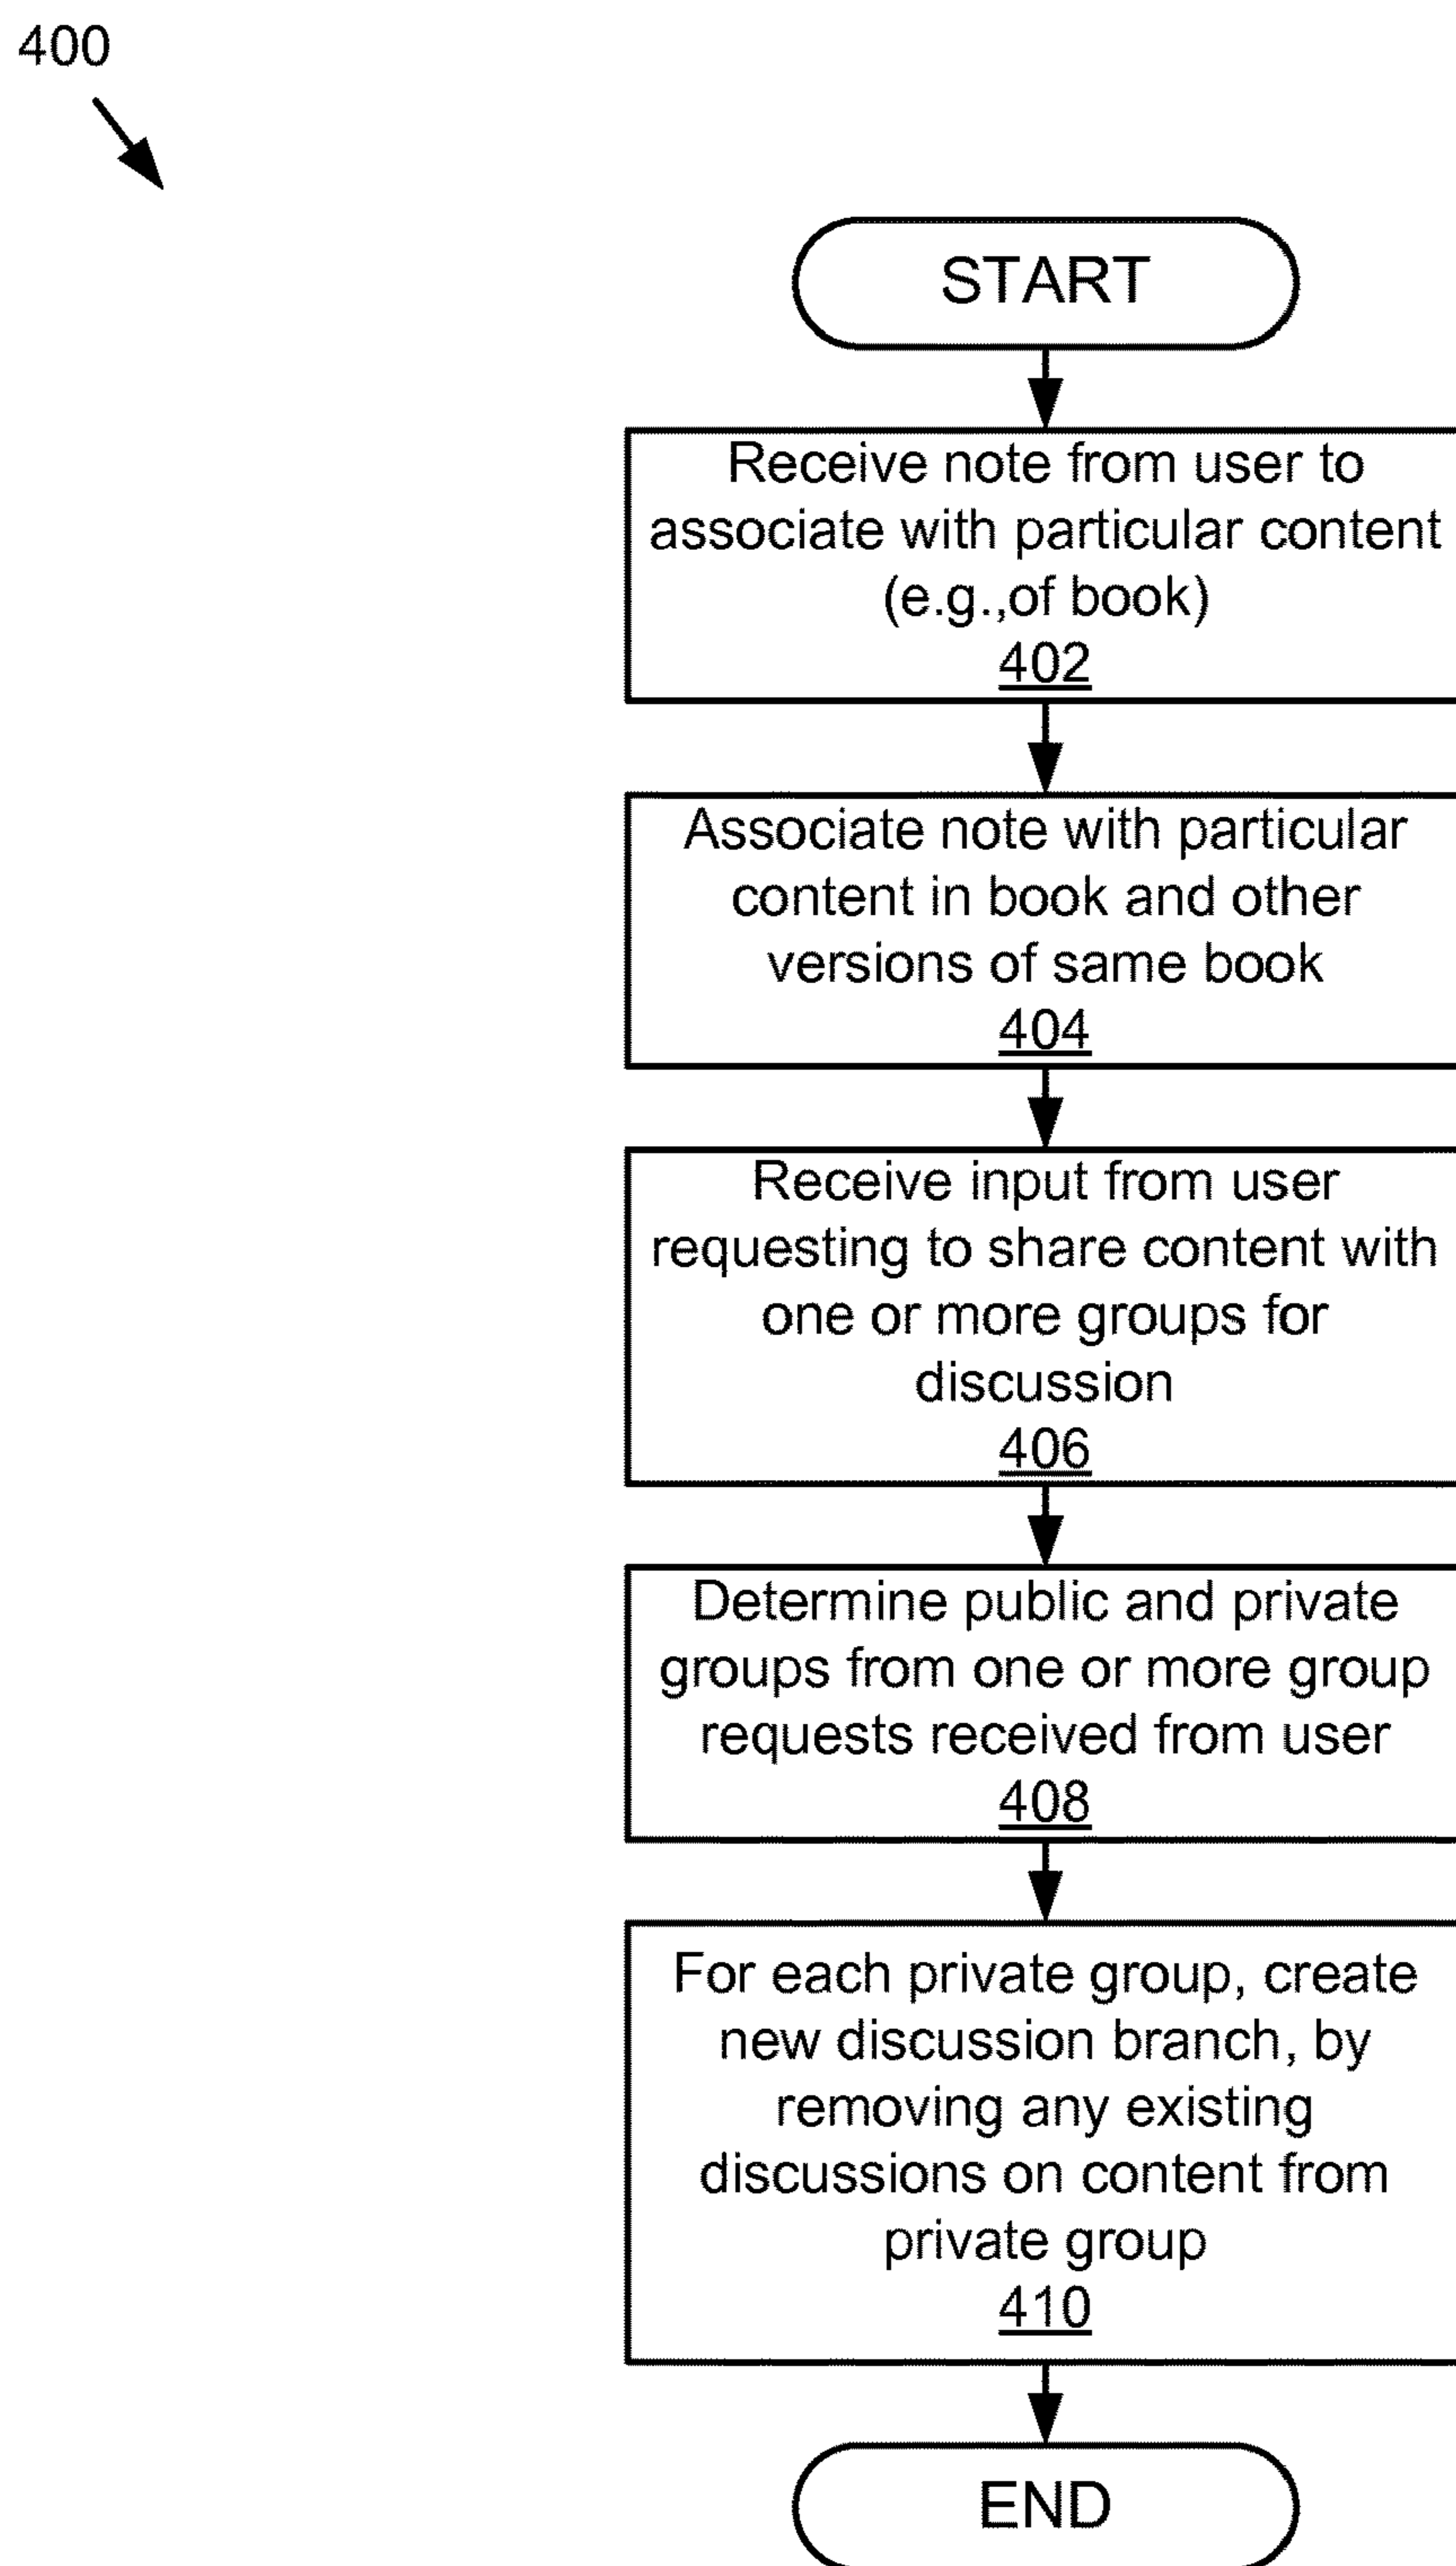 400
START
Receive note from user to
associate with particular content
(e.g.,of book)
402
Associate note with particular
content in book and other
versions of same book
404
Receive input from user
requesting to share content with
one or more groups for
discussion
406
Determine public and private
groups from one or more group
requests received from user
408
For each private group, create
new discussion branch, by
removing any existing
discussions on content from
private group
410
END